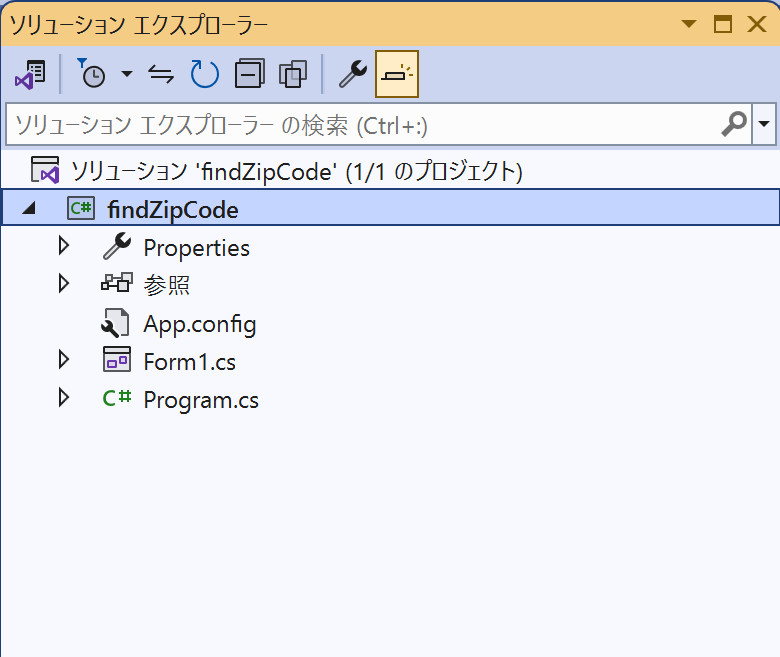 ソリューション エクスプローラー
ソリューション エクスプローラー の検索 (Ctrl+:)
ソリューション 'findZipCode' (1/1 のプロジェクト)
C# findZipCode
Properties
参照
App.config
Form1.cs
C# Program.cs